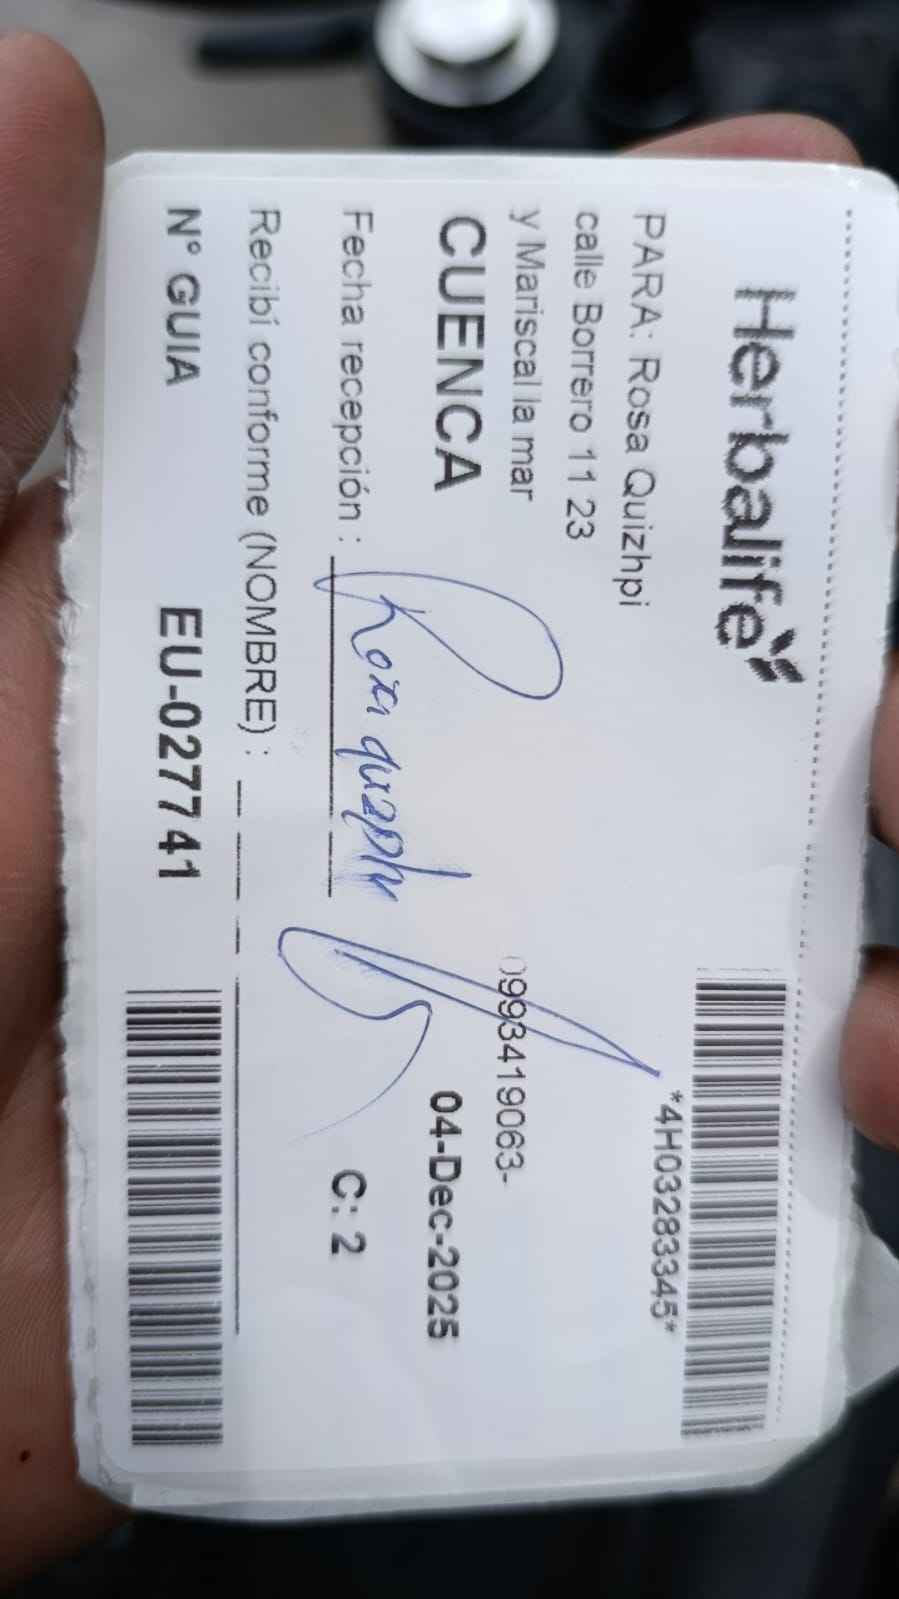 Herbalife
*4H03283345*
PARA: Rosa Quizhpi
calle Borrero 11 23
y Mariscal la mar
0993419063-
CUENCA
04-Dec-2025
Fecha recepción :
Rosa quizphi
C: 2
Recibí conforme (NOMBRE) :
N° GUIA
EU-027741